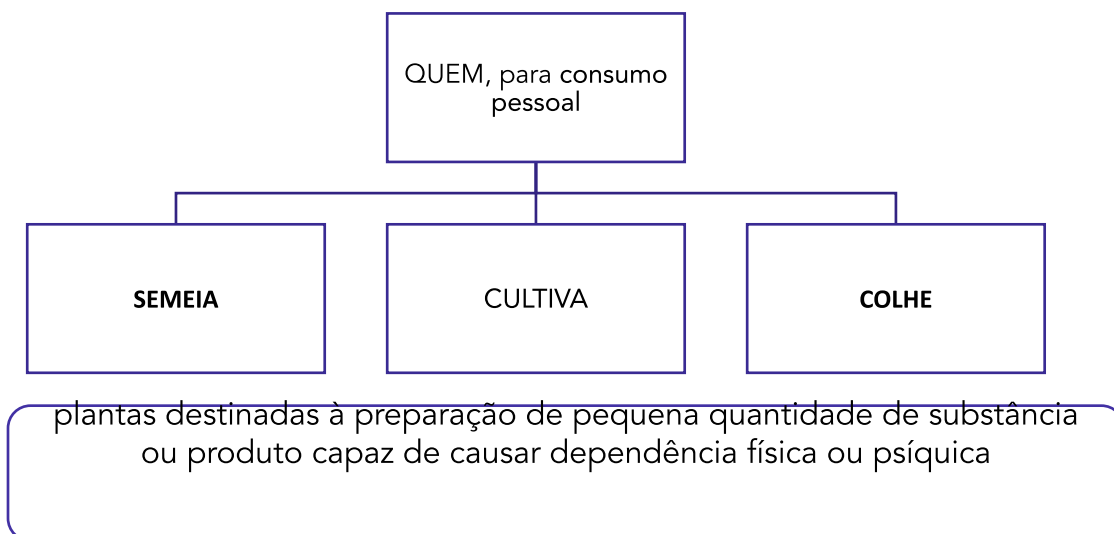 QUEM, para consumo
pessoal
SEMEIA
CULTIVA
COLHE
plantas destinadas à preparação de pequena quantidade de substância
ou produto capaz de causar dependência física ou psíquica